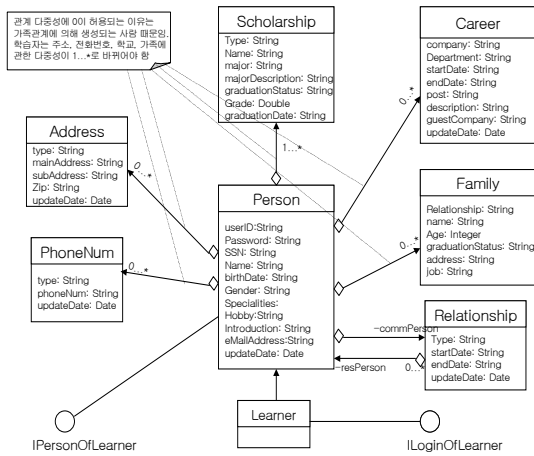 관계 다중성에 0이 허용되는 이유는
가족관계에 의해 생성되는 사람 때문임.
학습자는 주소, 전화번호, 학교, 가족에
관한 다중성이 1...*로 바뀌어야 함
Scholarship
Type: String
Name: String
major: String
majorDescription: String
graduationStatus: String
Grade: Double
graduationDate: String
Career
company: String
Department: String
startDate: String
endDate: String
post: String
description: String
guestCompany: String
updateDate: Date
0...*
1...*
Address
type: String
mainAddress: String
subAddress: String
Zip: String
updateDate: Date
0...*
Person
userID:String
Password: String
SSN: String
Name: String
birthDate: String
Gender: String
Specialities:
Hobby:String
Introduction: String
eMailAddress:String
updateDate: Date
Family
Relationship: String
name: String
Age: Integer
graduationStatus: String
address: String
job: String
0...*
PhoneNum
type: String
phoneNum: String
updateDate: Date
0...*
Relationship
Type: String
startDate: String
endDate: String
updateDate: Date
-commPerson
-resPerson
0...*
Learner
IPersonOfLearner
ILoginOfLearner